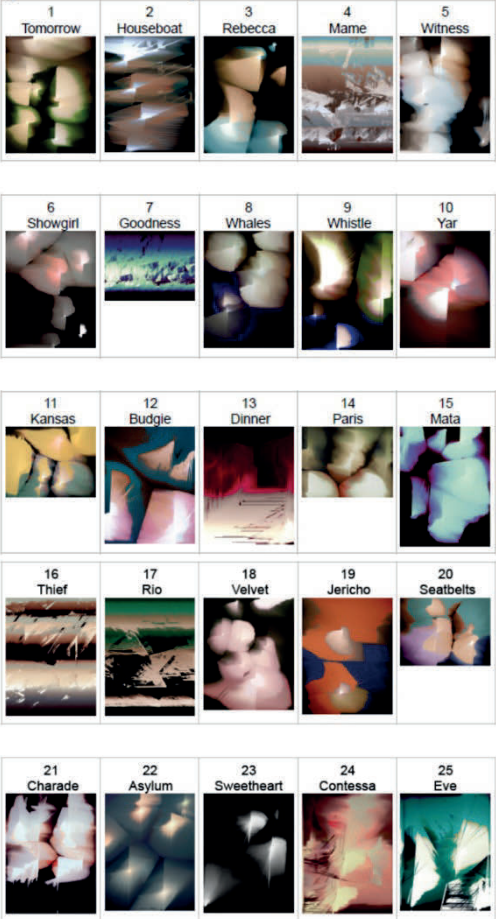 1 2 3 4 5
Tomorrow Houseboat Rebecca Mame Witness
6 7 8 9 10
Showgirl Goodness Whales Whistle Yar
11 12 13 14 15
Kansas Budgie Dinner Paris Mata
16 17 18 19 20
Thief Rio Velvet Jericho Seatbelts
21 22 23 24 25
Charade Asylum Sweetheart Contessa Eve